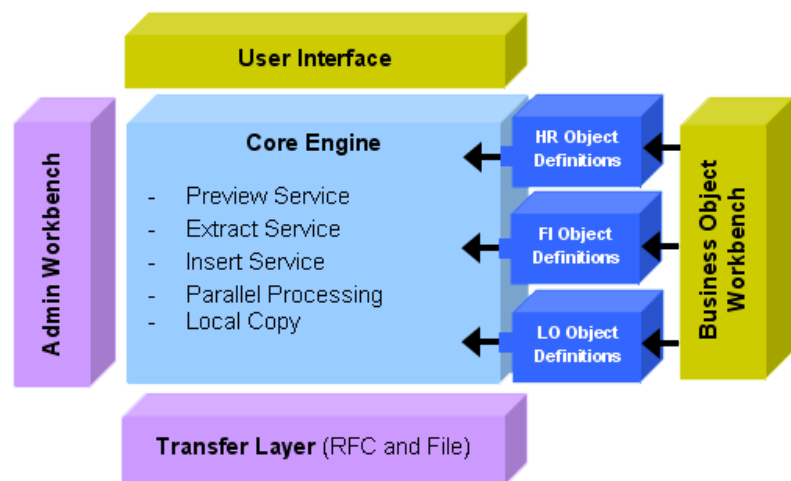 User Interface
Admin Workbench
Core Engine
- Preview Service
- Extract Service
- Insert Service
- Parallel Processing
- Local Copy
HR Object
Definitions
FI Object
Definitions
LO Object
Definitions
Business Object
Workbench
Transfer Layer (RFC and File)